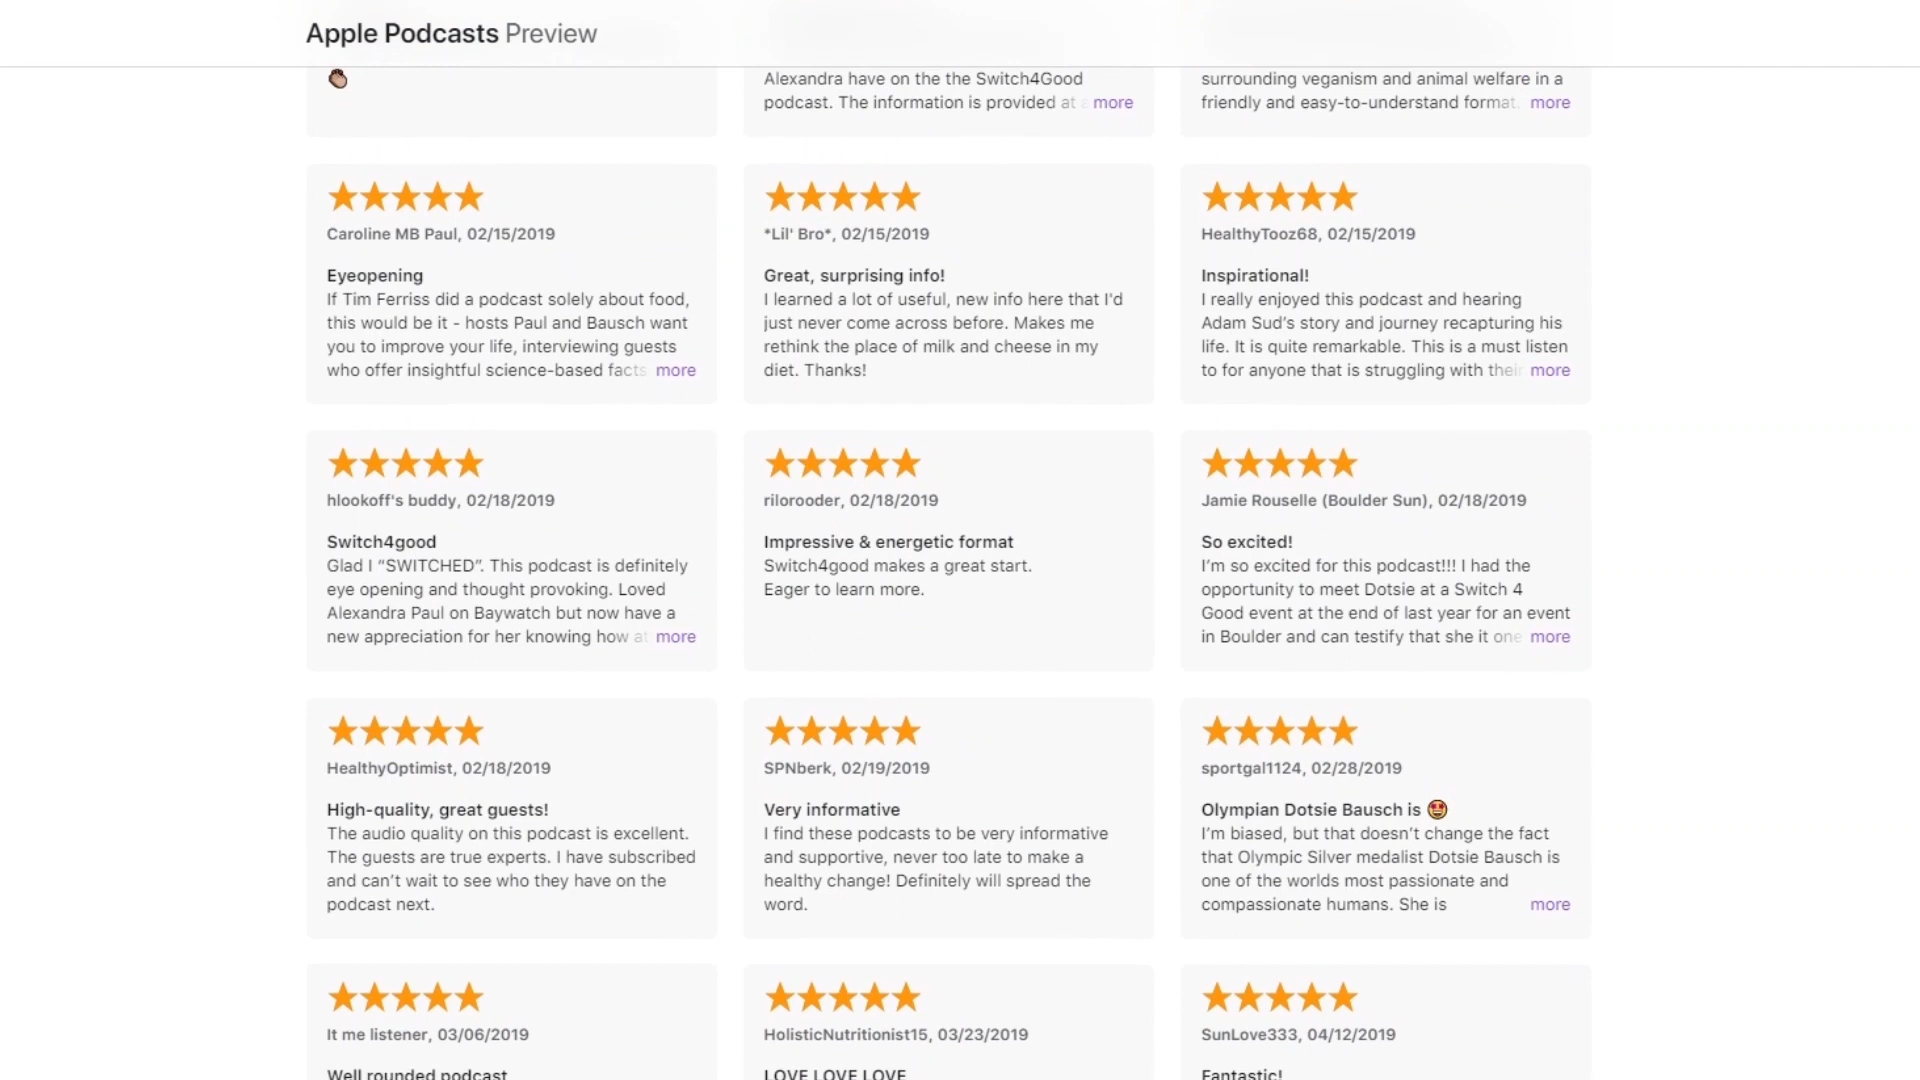 Apple Podcasts Preview
Alexandra have on the the Switch4Good
podcast. The information is provided at a more
surrounding veganism and animal welfare in a
friendly and easy-to-understand format. more
Caroline MB Paul, 02/15/2019
Eyeopening
If Tim Ferriss did a podcast solely about food,
this would be it - hosts Paul and Bausch want
you to improve your life, interviewing guests
who offer insightful science-based facts more
*Lil' Bro*, 02/15/2019
Great, surprising info!
I learned a lot of useful, new info here that I'd
just never come across before. Makes me
rethink the place of milk and cheese in my
diet. Thanks!
HealthyTooz68, 02/15/2019
Inspirational!
I really enjoyed this podcast and hearing
Adam Sud’s story and journey recapturing his
life. It is quite remarkable. This is a must listen
to for anyone that is struggling with their more
hlookoff's buddy, 02/18/2019
Switch4good
Glad I “SWITCHED”. This podcast is definitely
eye opening and thought provoking. Loved
Alexandra Paul on Baywatch but now have a
new appreciation for her knowing how at more
rilorooder, 02/18/2019
Impressive & energetic format
Switch4good makes a great start.
Eager to learn more.
Jamie Rouselle (Boulder Sun), 02/18/2019
So excited!
I’m so excited for this podcast!!! I had the
opportunity to meet Dotsie at a Switch 4
Good event at the end of last year for an event
in Boulder and can testify that she it one more
HealthyOptimist, 02/18/2019
High-quality, great guests!
The audio quality on this podcast is excellent.
The guests are true experts. I have subscribed
and can’t wait to see who they have on the
podcast next.
SPNberk, 02/19/2019
Very informative
I find these podcasts to be very informative
and supportive, never too late to make a
healthy change! Definitely will spread the
word.
sportgal1124, 02/28/2019
Olympian Dotsie Bausch is 🤩
I’m biased, but that doesn’t change the fact
that Olympic Silver medalist Dotsie Bausch is
one of the worlds most passionate and
compassionate humans. She is more
It me listener, 03/06/2019
Well rounded podcast
HolisticNutritionist15, 03/23/2019
LOVE LOVE LOVE
SunLove333, 04/12/2019
Fantastic!